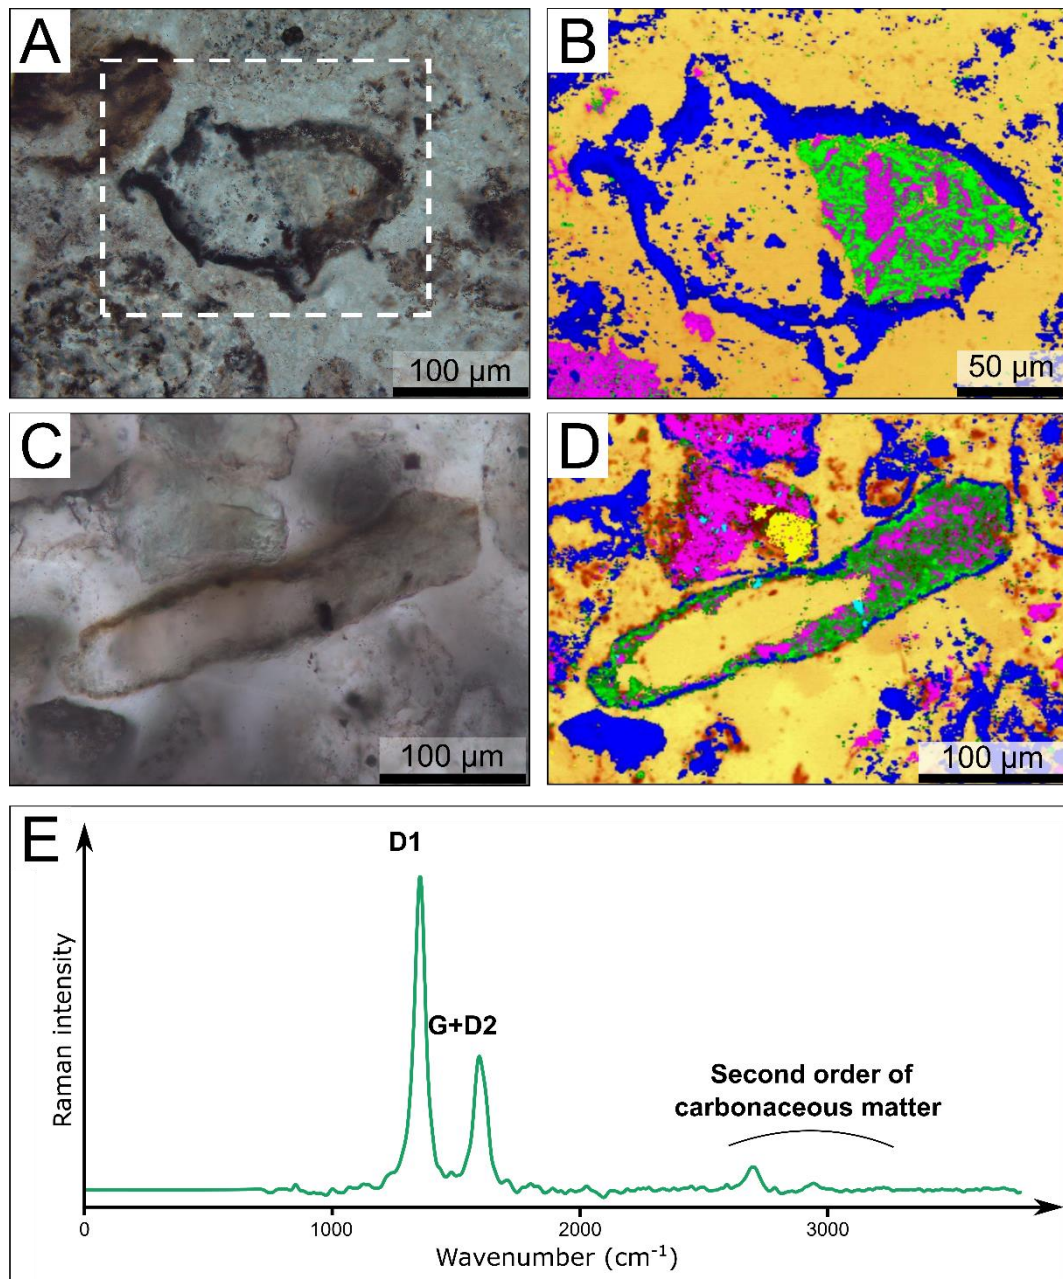 A
B
100 µm
50 µm
C
D
100 µm
100 µm
E
D1
G+D2
Second order of
carbonaceous matter
Raman intensity
0
1000
2000
3000
Wavenumber (cm⁻¹)